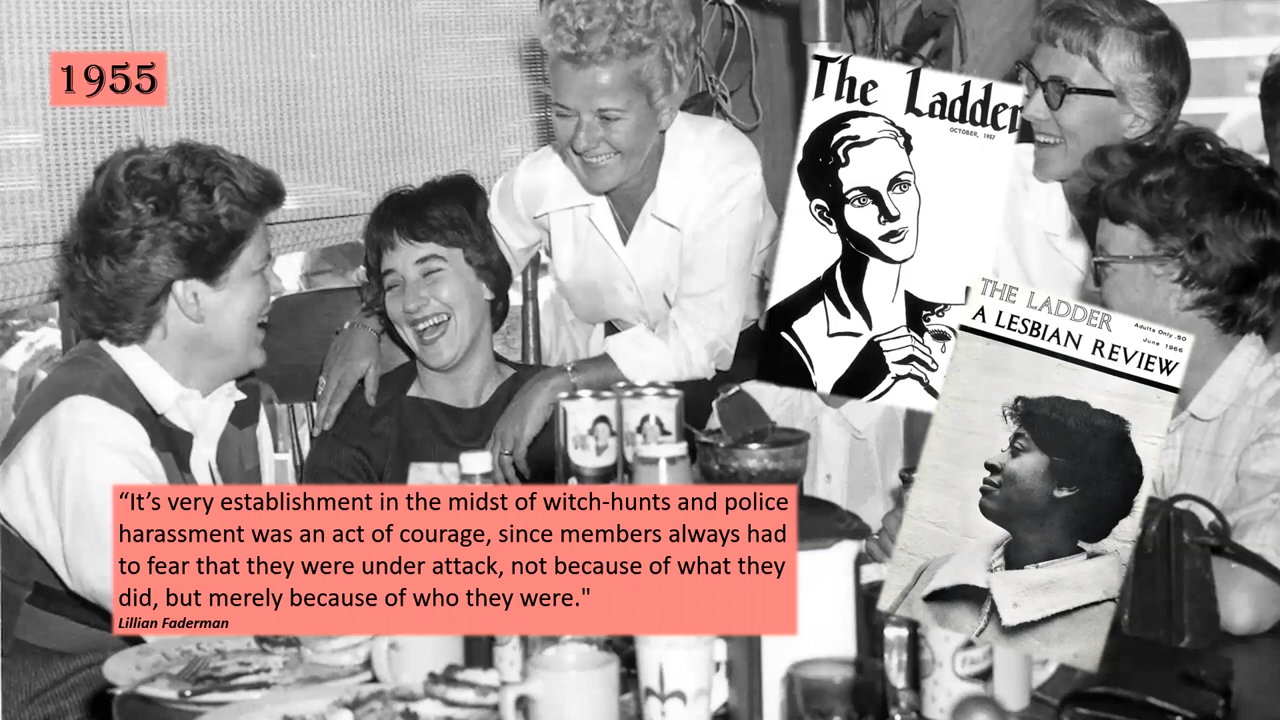 1955
The Ladder
OCTOBER, 1957
THE LADDER
Adults Only .50
June 1966
A LESBIAN REVIEW
“It’s very establishment in the midst of witch-hunts and police
harassment was an act of courage, since members always had
to fear that they were under attack, not because of what they
did, but merely because of who they were."
Lillian Faderman